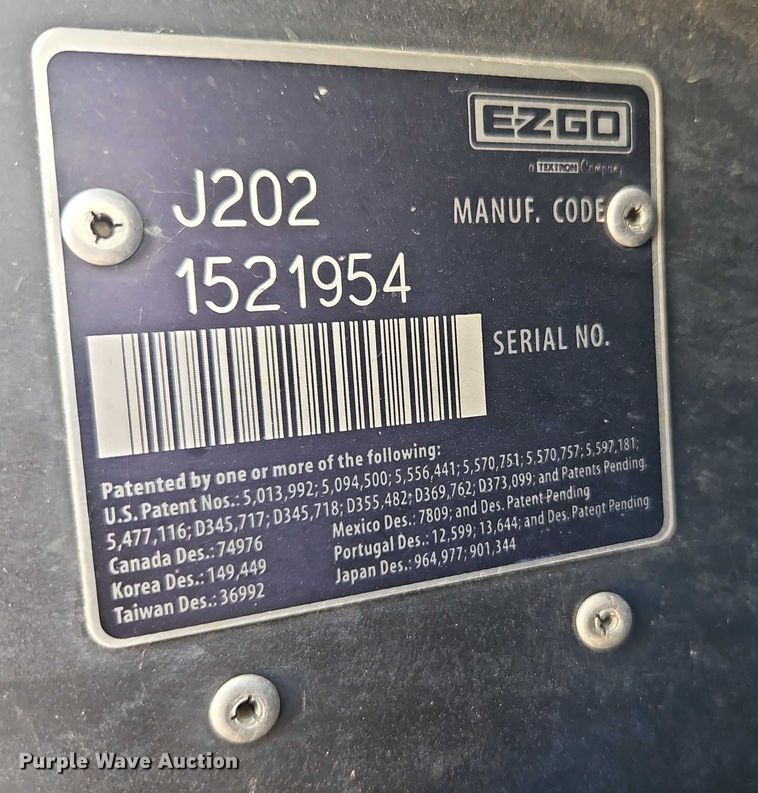 E-Z-GO
a TEXTRON Company
J202
MANUF. CODE
1521954
SERIAL NO.
Patented by one or more of the following:
U.S. Patent Nos.: 5,013,992; 5,094,500; 5,556,441; 5,570,751; 5,570,757; 5,597,181;
5,477,116; D345,717; D345,718; D355,482; D369,762; D373,099; and Patents Pending.
Canada Des.: 74976
Korea Des.: 149,449
Taiwan Des.: 36992
Mexico Des.: 7809; and Des. Patent Pending
Portugal Des.: 12,599; 13,644; and Des. Patent Pending
Japan Des.: 964,977; 901,344
Purple Wave Auction